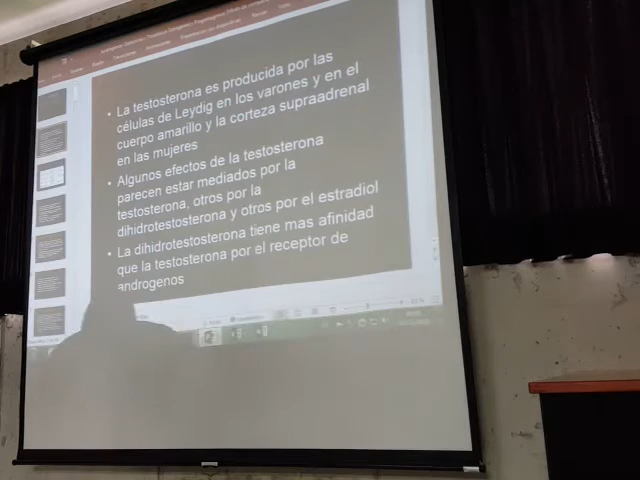 • La testosterona es producida por las
células de Leydig en los varones y en el
cuerpo amarillo y la corteza supraadrenal
en las mujeres
• Algunos efectos de la testosterona
parecen estar mediados por la
testosterona, otros por la
dihidrotestosterona y otros por el estradiol
• La dihidrotestosterona tiene mas afinidad
que la testosterona por el receptor de
androgenos